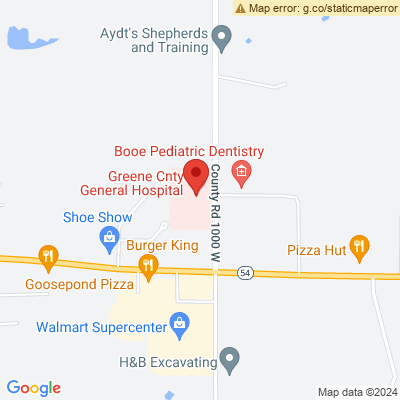 Map error: g.co/staticmaperror
Aydt's Shepherds
and Training
Booe Pediatric Dentistry
Greene Cnty
General Hospital
County Rd 1000 W
Shoe Show
Burger King
Pizza Hut
54
Goosepond Pizza
Walmart Supercenter
H&B Excavating
Google
Map data ©2024